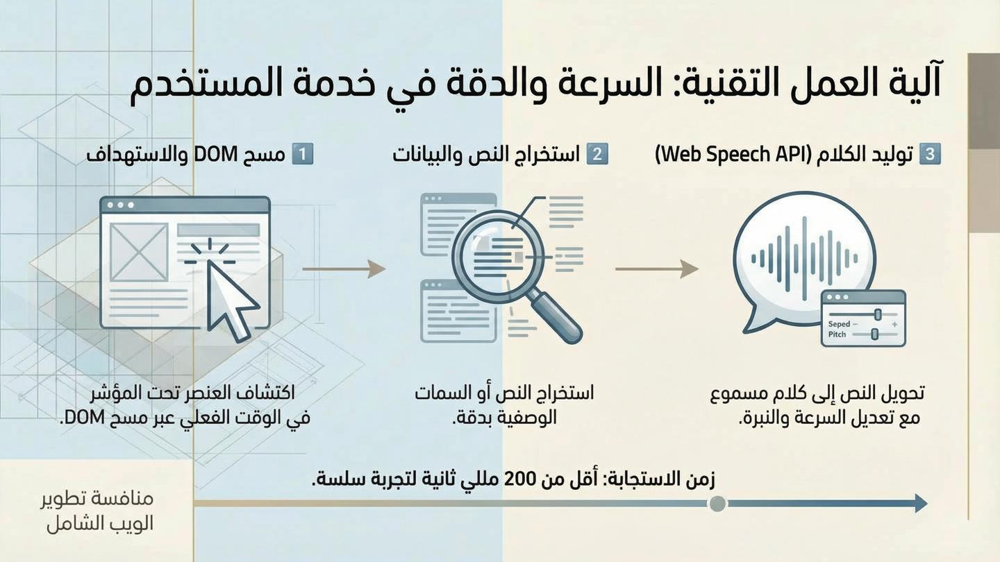 آلية العمل التقنية: السرعة والدقة في خدمة المستخدم
1 مسح DOM والاستهداف
اكتشاف العنصر تحت المؤشر
في الوقت الفعلي عبر مسح DOM.
2 استخراج النص والبيانات
استخراج النص أو السمات
الوصفية بدقة.
3 توليد الكلام (Web Speech API)
Seped – +
Pitch
تحويل النص إلى كلام مسموع
مع تعديل السرعة والنبرة.
زمن الاستجابة: أقل من 200 مللي ثانية لتجربة سلسة.
منافسة تطوير
الويب الشامل